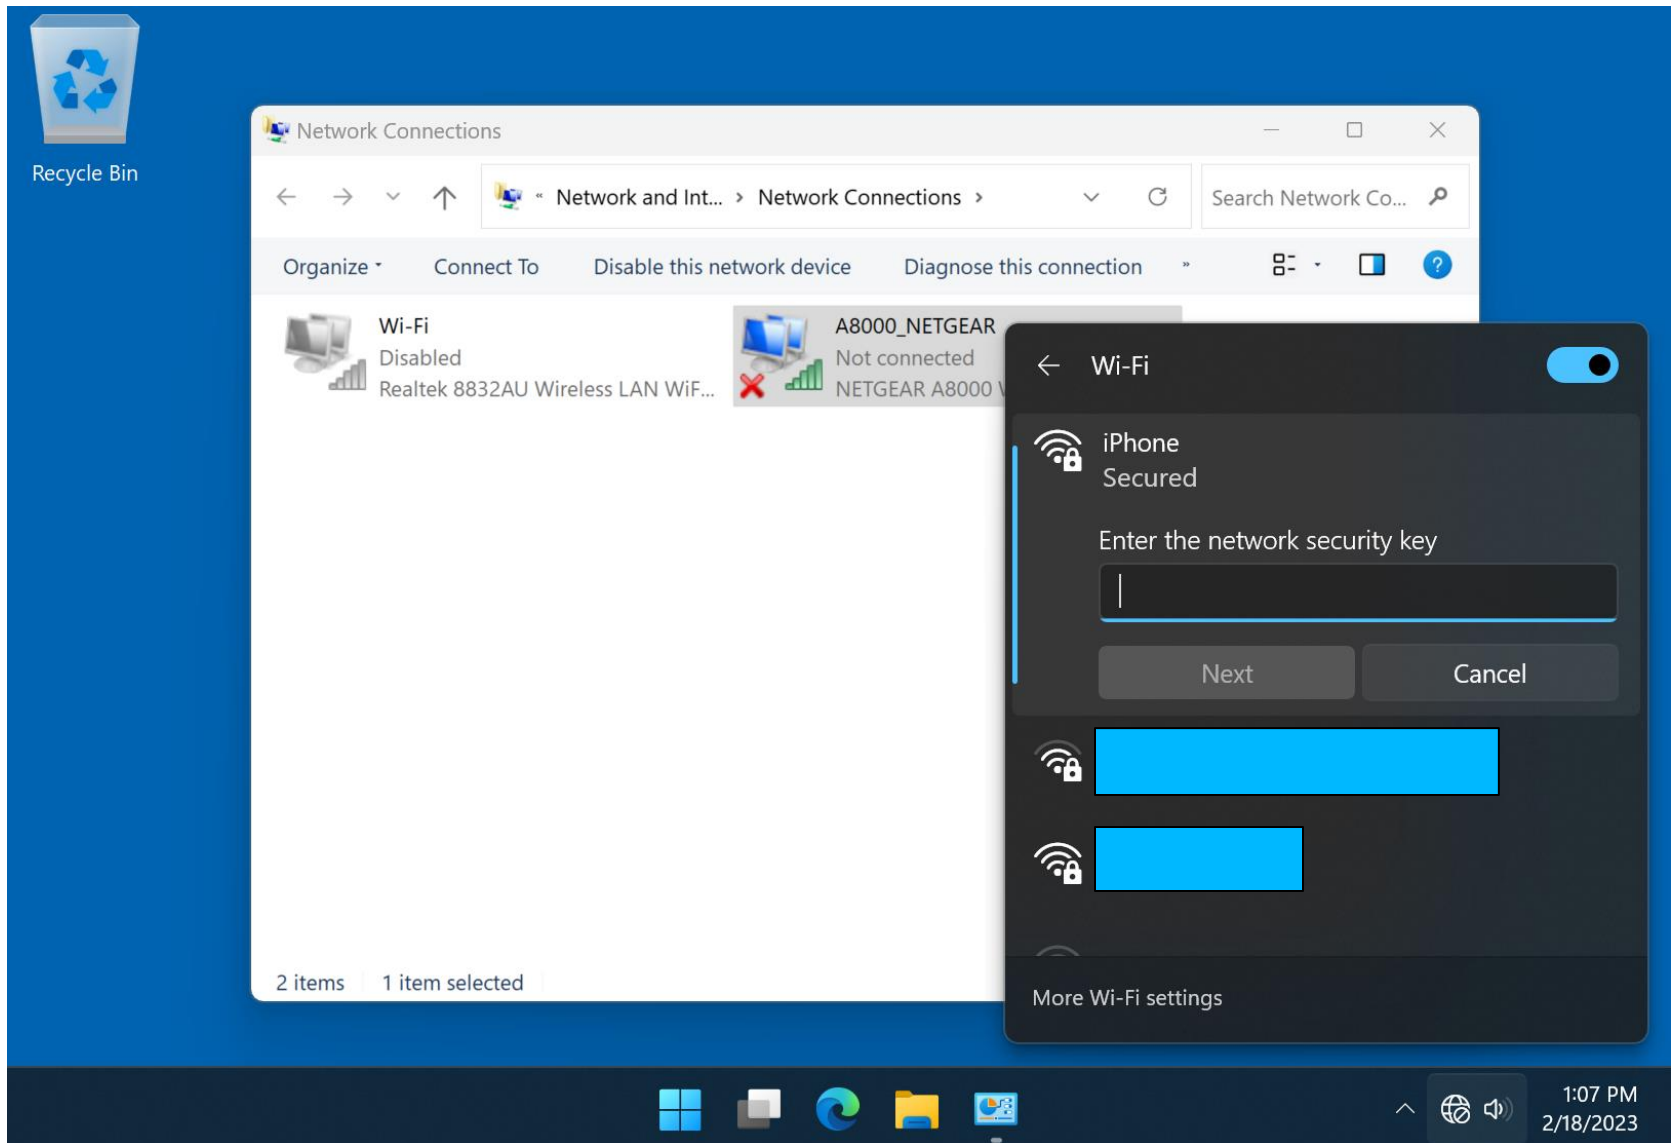 Recycle Bin
Network Connections
« Network and Int... › Network Connections ›
Search Network Co...
Organize
Connect To
Disable this network device
Diagnose this connection
»
Wi-Fi
Disabled
Realtek 8832AU Wireless LAN WiF...
A8000_NETGEAR
Not connected
NETGEAR A8000
Wi-Fi
iPhone
Secured
Enter the network security key
Next
Cancel
More Wi-Fi settings
2 items
1 item selected
1:07 PM
2/18/2023